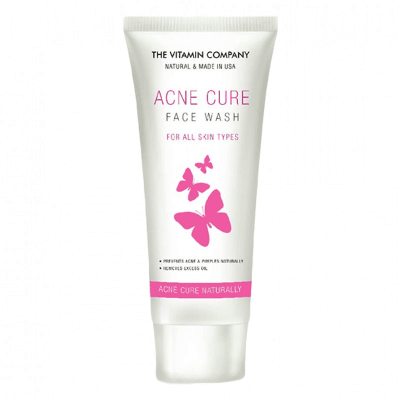 THE VITAMIN COMPANY
NATURAL & MADE IN USA
ACNE CURE
FACE WASH
FOR ALL SKIN TYPES
• PREVENTS ACNE & PIMPLES NATURALLY
• REMOVES EXCESS OIL
ACNE CURE NATURALLY